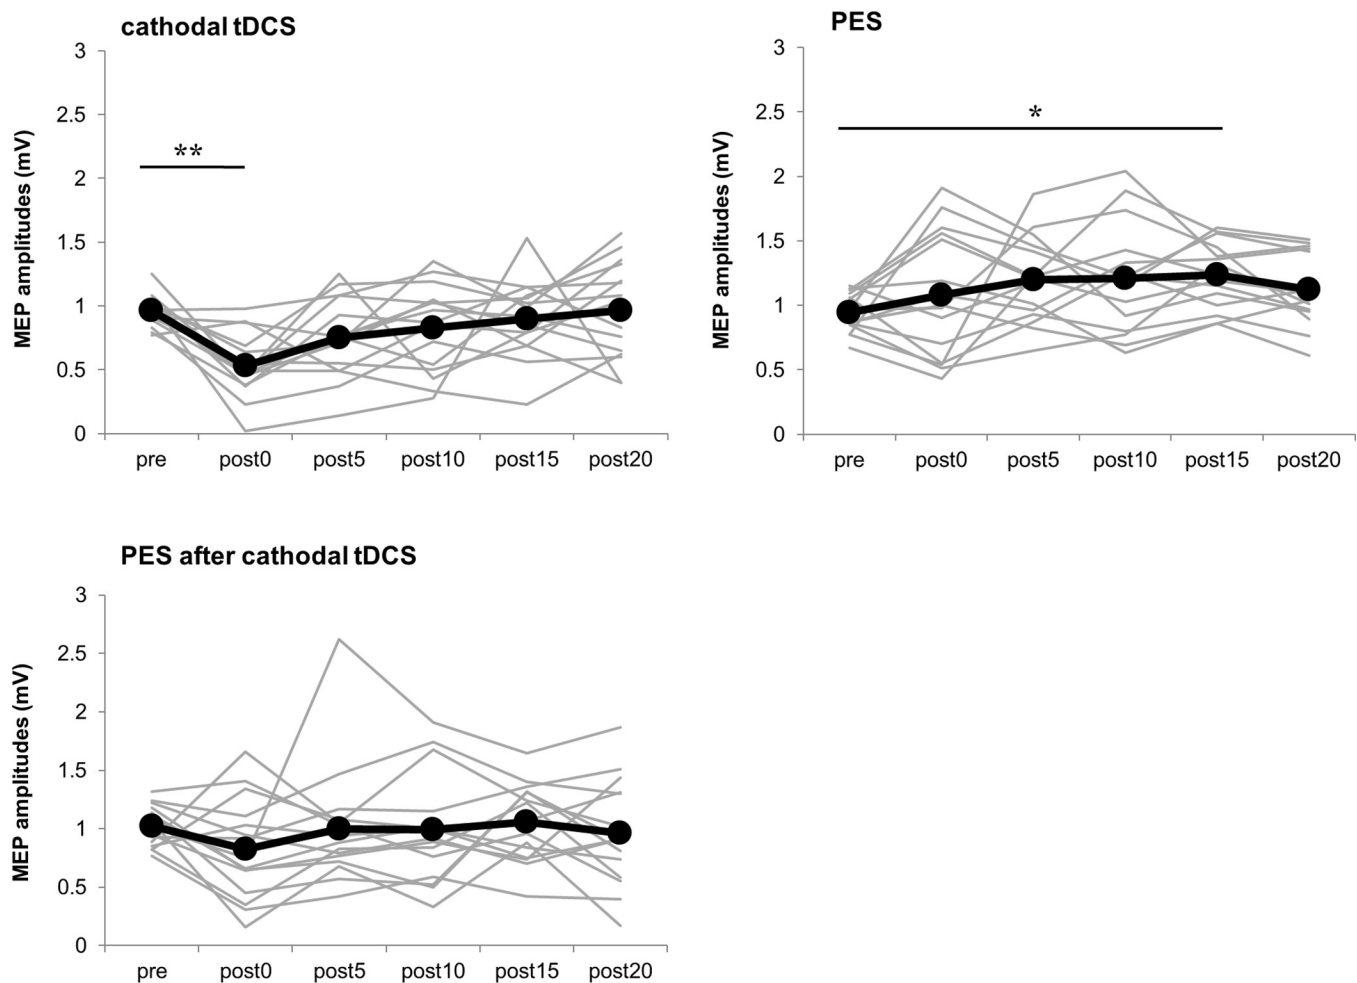 cathodal tDCS
MEP amplitudes (mV)
3
2.5
2
1.5
1
0.5
0
**
pre post0 post5 post10 post15 post20
PES
MEP amplitudes (mV)
3
2.5
2
1.5
1
0.5
0
*
pre post0 post5 post10 post15 post20
PES after cathodal tDCS
MEP amplitudes (mV)
3
2.5
2
1.5
1
0.5
0
pre post0 post5 post10 post15 post20